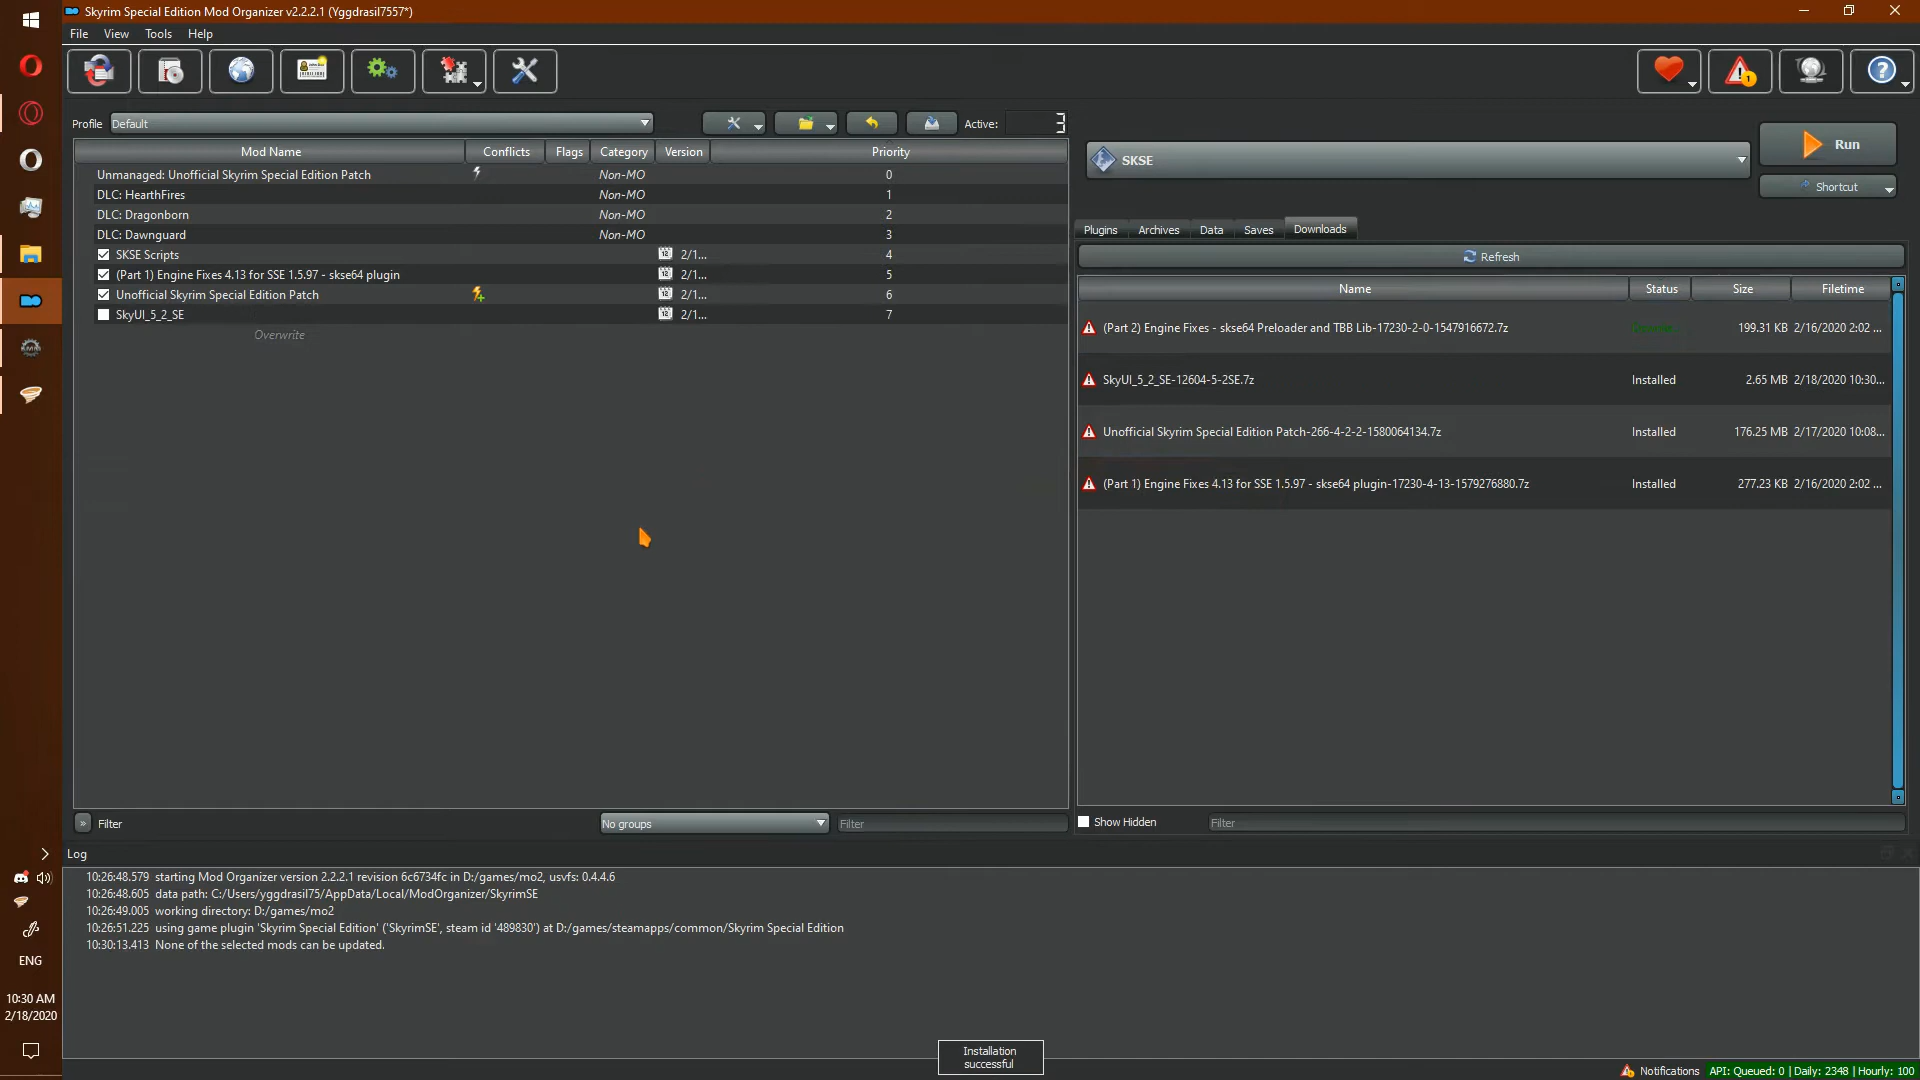 Skyrim Special Edition Mod Organizer v2.2.2.1 (Yggdrasil7557*)
File View Tools Help
Profile Default Active: 3
Mod Name Conflicts Flags Category Version Priority
Unmanaged: Unofficial Skyrim Special Edition Patch Non-MO 0
DLC: HearthFires Non-MO 1
DLC: Dragonborn Non-MO 2
DLC: Dawnguard Non-MO 3
SKSE Scripts 2/1... 4
(Part 1) Engine Fixes 4.13 for SSE 1.5.97 - skse64 plugin 2/1... 5
Unofficial Skyrim Special Edition Patch 2/1... 6
SkyUI_5_2_SE 2/1... 7
Overwrite
» Filter No groups Filter
SKSE
Run
Shortcut
Plugins Archives Data Saves Downloads
Refresh
Name Status Size Filetime
(Part 2) Engine Fixes - skse64 Preloader and TBB Lib-17230-2-0-1547916672.7z 199.31 KB 2/16/2020 2:02 ...
SkyUI_5_2_SE-12604-5-2SE.7z Installed 2.65 MB 2/18/2020 10:30...
Unofficial Skyrim Special Edition Patch-266-4-2-2-1580064134.7z Installed 176.25 MB 2/17/2020 10:08...
(Part 1) Engine Fixes 4.13 for SSE 1.5.97 - skse64 plugin-17230-4-13-1579276880.7z Installed 277.23 KB 2/16/2020 2:02 ...
Show Hidden Filter
Log
10:26:48.579 starting Mod Organizer version 2.2.2.1 revision 6c6734fc in D:/games/mo2, usvfs: 0.4.4.6
10:26:48.605 data path: C:/Users/yggdrasil75/AppData/Local/ModOrganizer/SkyrimSE
10:26:49.005 working directory: D:/games/mo2
10:26:51.225 using game plugin 'Skyrim Special Edition' ('SkyrimSE', steam id '489830') at D:/games/steamapps/common/Skyrim Special Edition
10:30:13.413 None of the selected mods can be updated.
Installation
successful
Notifications API: Queued: 0 | Daily: 2348 | Hourly: 100
ENG
10:30 AM
2/18/2020